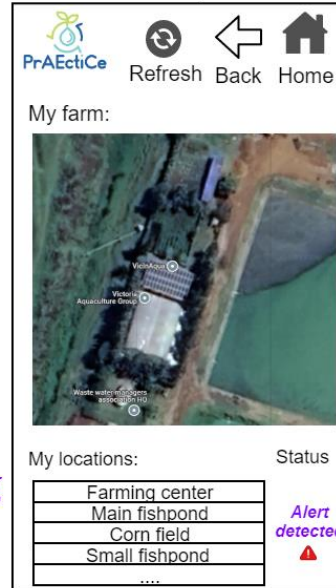 PrAEctiCe
Refresh Back Home
My farm:
VicInAqua
Victoria
Aquaculture Group
Waste water managers
association HQ
My locations: Status
Farming center
Main fishpond
Corn field
Small fishpond
....
Alert
detected